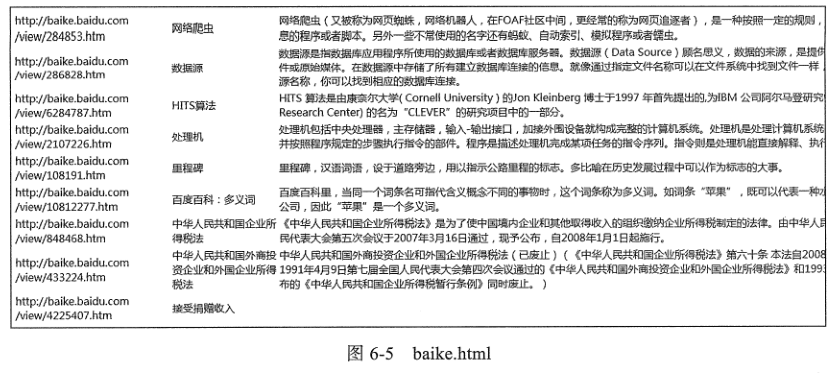 http://baike.baidu.com
/view/284853.htm
网络爬虫
网络爬虫（又被称为网页蜘蛛，网络机器人，在FOAF社区中间，更经常的称为网页追逐者），是一种按照一定的规则，
息的程序或者脚本。另外一些不常使用的名字还有蚂蚁、自动索引、模拟程序或者蠕虫。
http://baike.baidu.com
/view/286828.htm
数据源
数据源是指数据库应用程序所使用的数据库或者数据库服务器。数据源（Data Source）顾名思义，数据的来源，是提供
件或原始媒体。在数据源中存储了所有建立数据库连接的信息。就像通过指定文件名称可以在文件系统中找到文件一样，
源名称，你可以找到相应的数据库连接。
http://baike.baidu.com
/view/6284787.htm
HITS算法
HITS 算法是由康奈尔大学( Cornell University ) 的Jon Kleinberg 博士于1997 年首先提出的,为IBM 公司阿尔马登研究
Research Center) 的名为"CLEVER"的研究项目中的一部分。
http://baike.baidu.com
/view/2107226.htm
处理机
处理机包括中央处理器，主存储器，输入-输出接口，加接外围设备就构成完整的计算机系统。处理机是处理计算机系统
并按照程序规定的步骤执行指令的部件。程序是描述处理机完成某项任务的指令序列。指令则是处理机能直接解释、执
http://baike.baidu.com
/view/108191.htm
里程碑
里程碑，汉语词语，设于道路旁边，用以指示公路里程的标志。多比喻在历史发展过程中可以作为标志的大事。
http://baike.baidu.com
/view/10812277.htm
百度百科：多义词
百度百科里，当同一个词条名可指代含义概念不同的事物时，这个词条称为多义词。如词条"苹果"，既可以代表一种
公司，因此"苹果"是一个多义词。
http://baike.baidu.com
/view/848468.htm
中华人民共和国企业所
得税法
《中华人民共和国企业所得税法》是为了使中国境内企业和其他取得收入的组织缴纳企业所得税制定的法律。由中华人
民代表大会第五次会议于2007年3月16日通过，现予公布，自2008年1月1日起施行。
http://baike.baidu.com
/view/433224.htm
中华人民共和国外商投
资企业和外国企业所得
税法
中华人民共和国外商投资企业和外国企业所得税法（已废止）（《中华人民共和国企业所得税法》第六十条 本法自2008
1991年4月9日第七届全国人民代表大会第四次会议通过的《中华人民共和国外商投资企业和外国企业所得税法》和199
布的《中华人民共和国企业所得税暂行条例》同时废止。）
http://baike.baidu.com
/view/4225407.htm
接受捐赠收入
图 6-5 baike.html